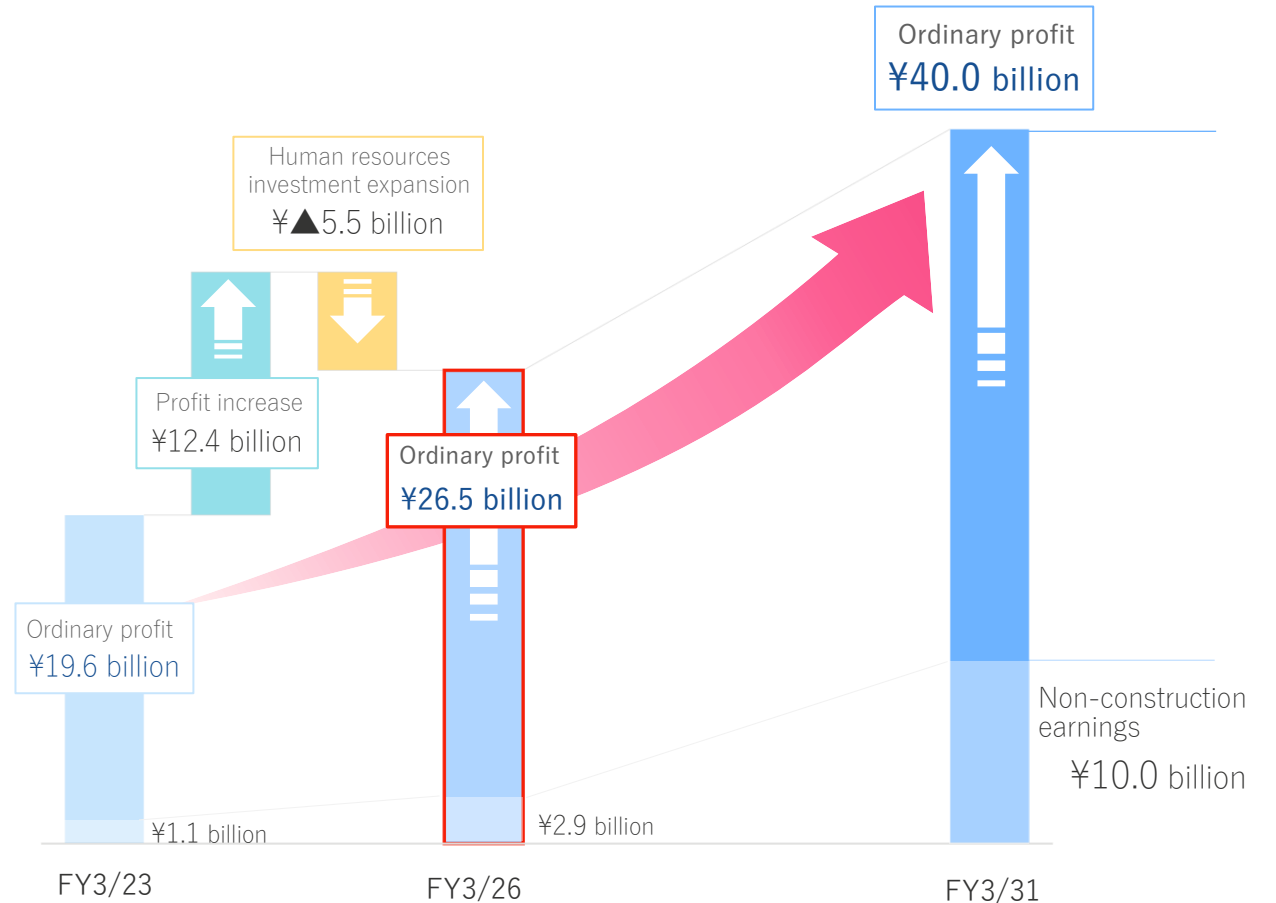 Ordinary profit
¥40.0 billion
Human resources
investment expansion
¥▲5.5 billion
Profit increase
¥12.4 billion
Ordinary profit
¥26.5 billion
Ordinary profit
¥19.6 billion
Non-construction
earnings
¥10.0 billion
¥1.1 billion
¥2.9 billion
FY3/23
FY3/26
FY3/31